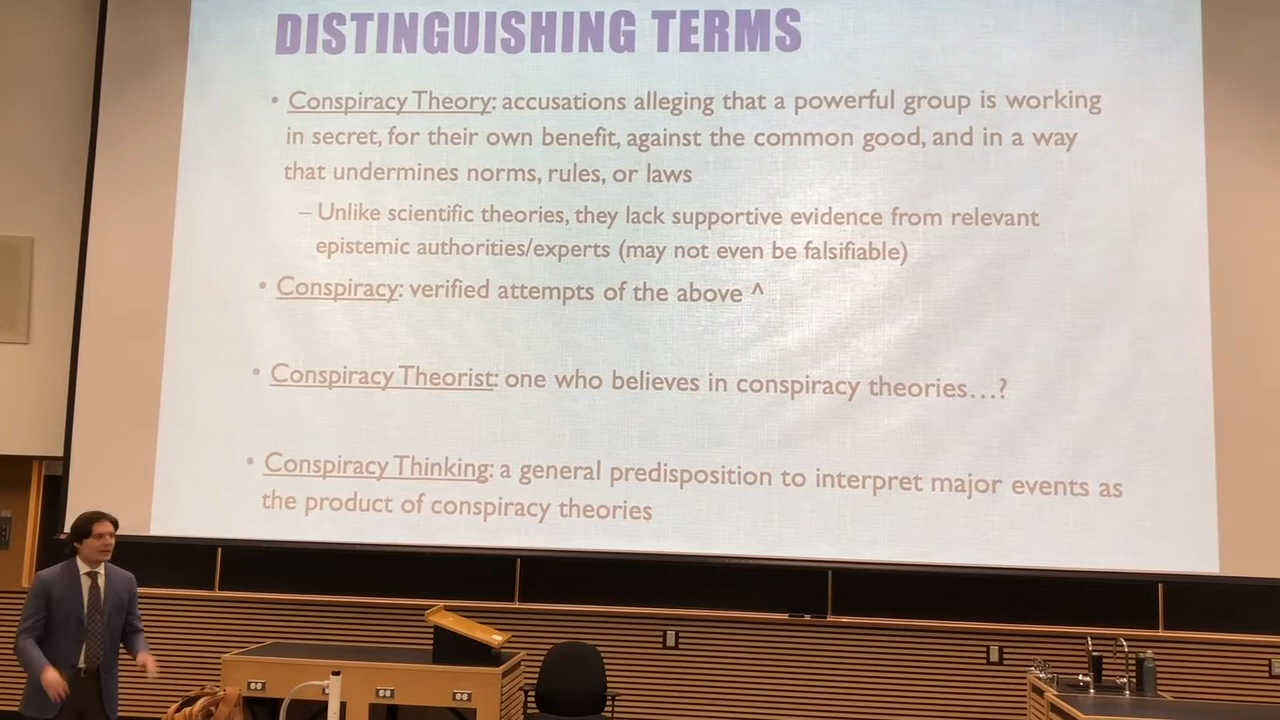 DISTINGUISHING TERMS
• Conspiracy Theory: accusations alleging that a powerful group is working
in secret, for their own benefit, against the common good, and in a way
that undermines norms, rules, or laws
– Unlike scientific theories, they lack supportive evidence from relevant
epistemic authorities/experts (may not even be falsifiable)
• Conspiracy: verified attempts of the above ^
• Conspiracy Theorist: one who believes in conspiracy theories...?
• Conspiracy Thinking: a general predisposition to interpret major events as
the product of conspiracy theories